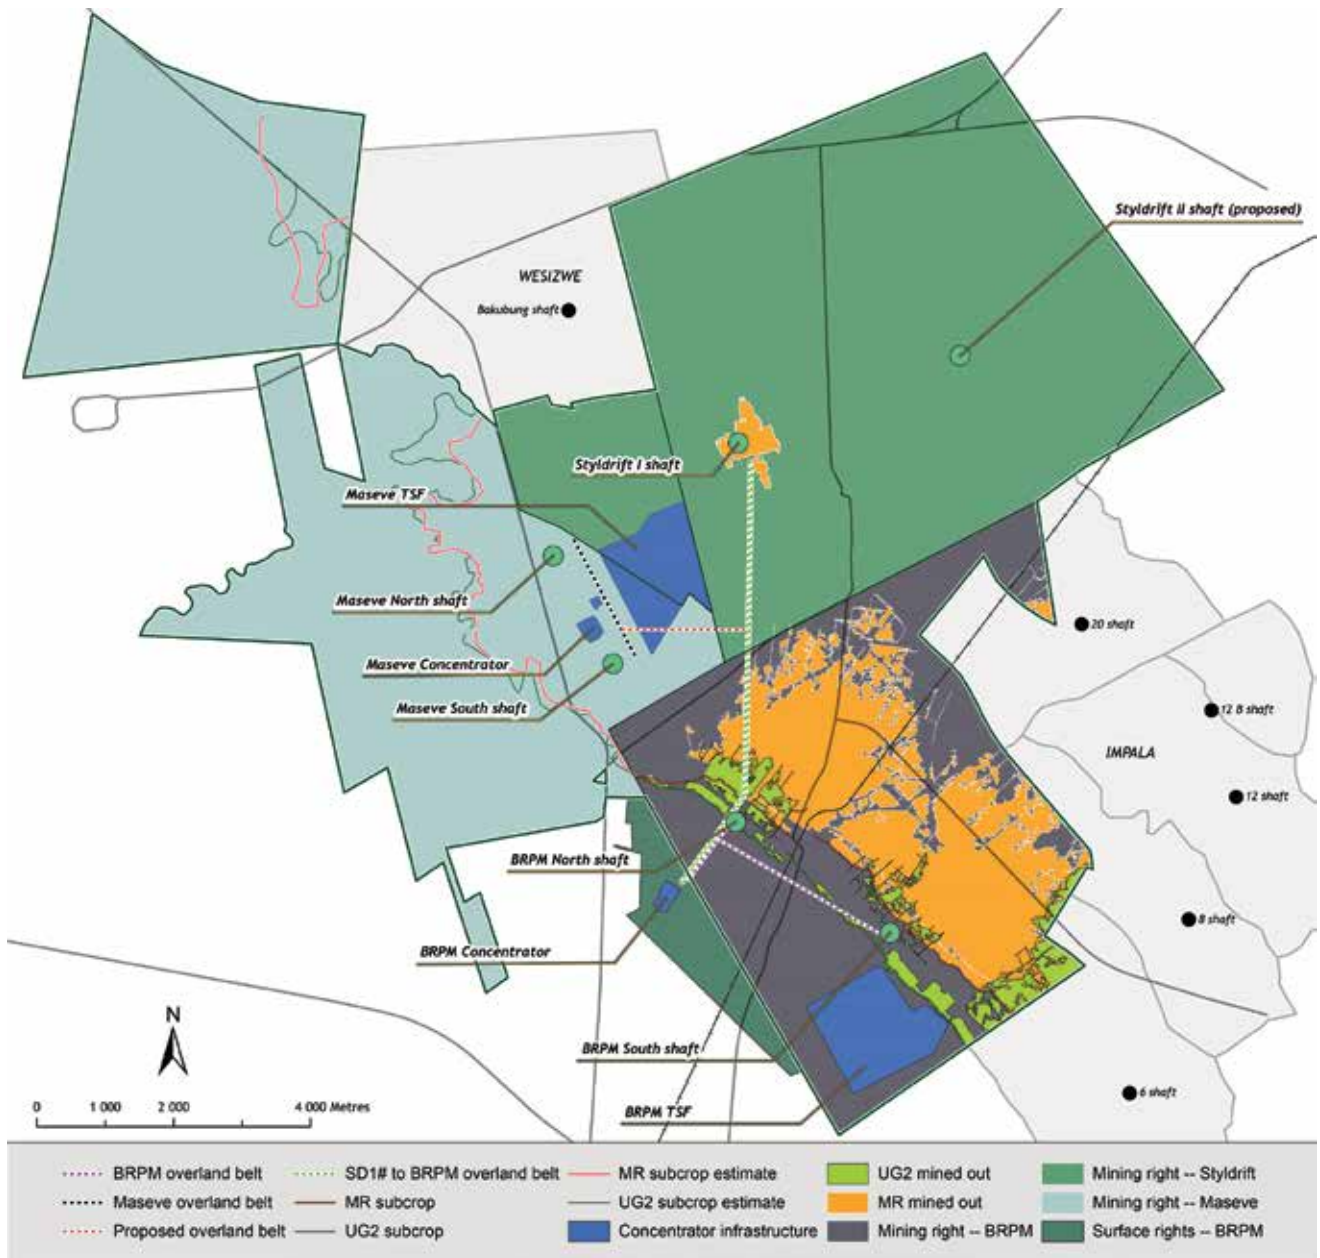 Styldrift II shaft (proposed)
WESIZWE
Bakubung shaft
Styldrift I shaft
Maseve TSF
Maseve North shaft
20 shaft
Maseve Concentrator
Maseve South shaft
12 B shaft
IMPALA
12 shaft
BRPM North shaft
8 shaft
BRPM Concentrator
N
BRPM South shaft
6 shaft
BRPM TSF
0 1 000 2 000 4 000 Metres
BRPM overland belt
Maseve overland belt
Proposed overland belt
SD1# to BRPM overland belt
MR subcrop
UG2 subcrop
MR subcrop estimate
UG2 subcrop estimate
Concentrator infrastructure
UG2 mined out
MR mined out
Mining right -- BRPM
Mining right -- Styldrift
Mining right -- Maseve
Surface rights -- BRPM